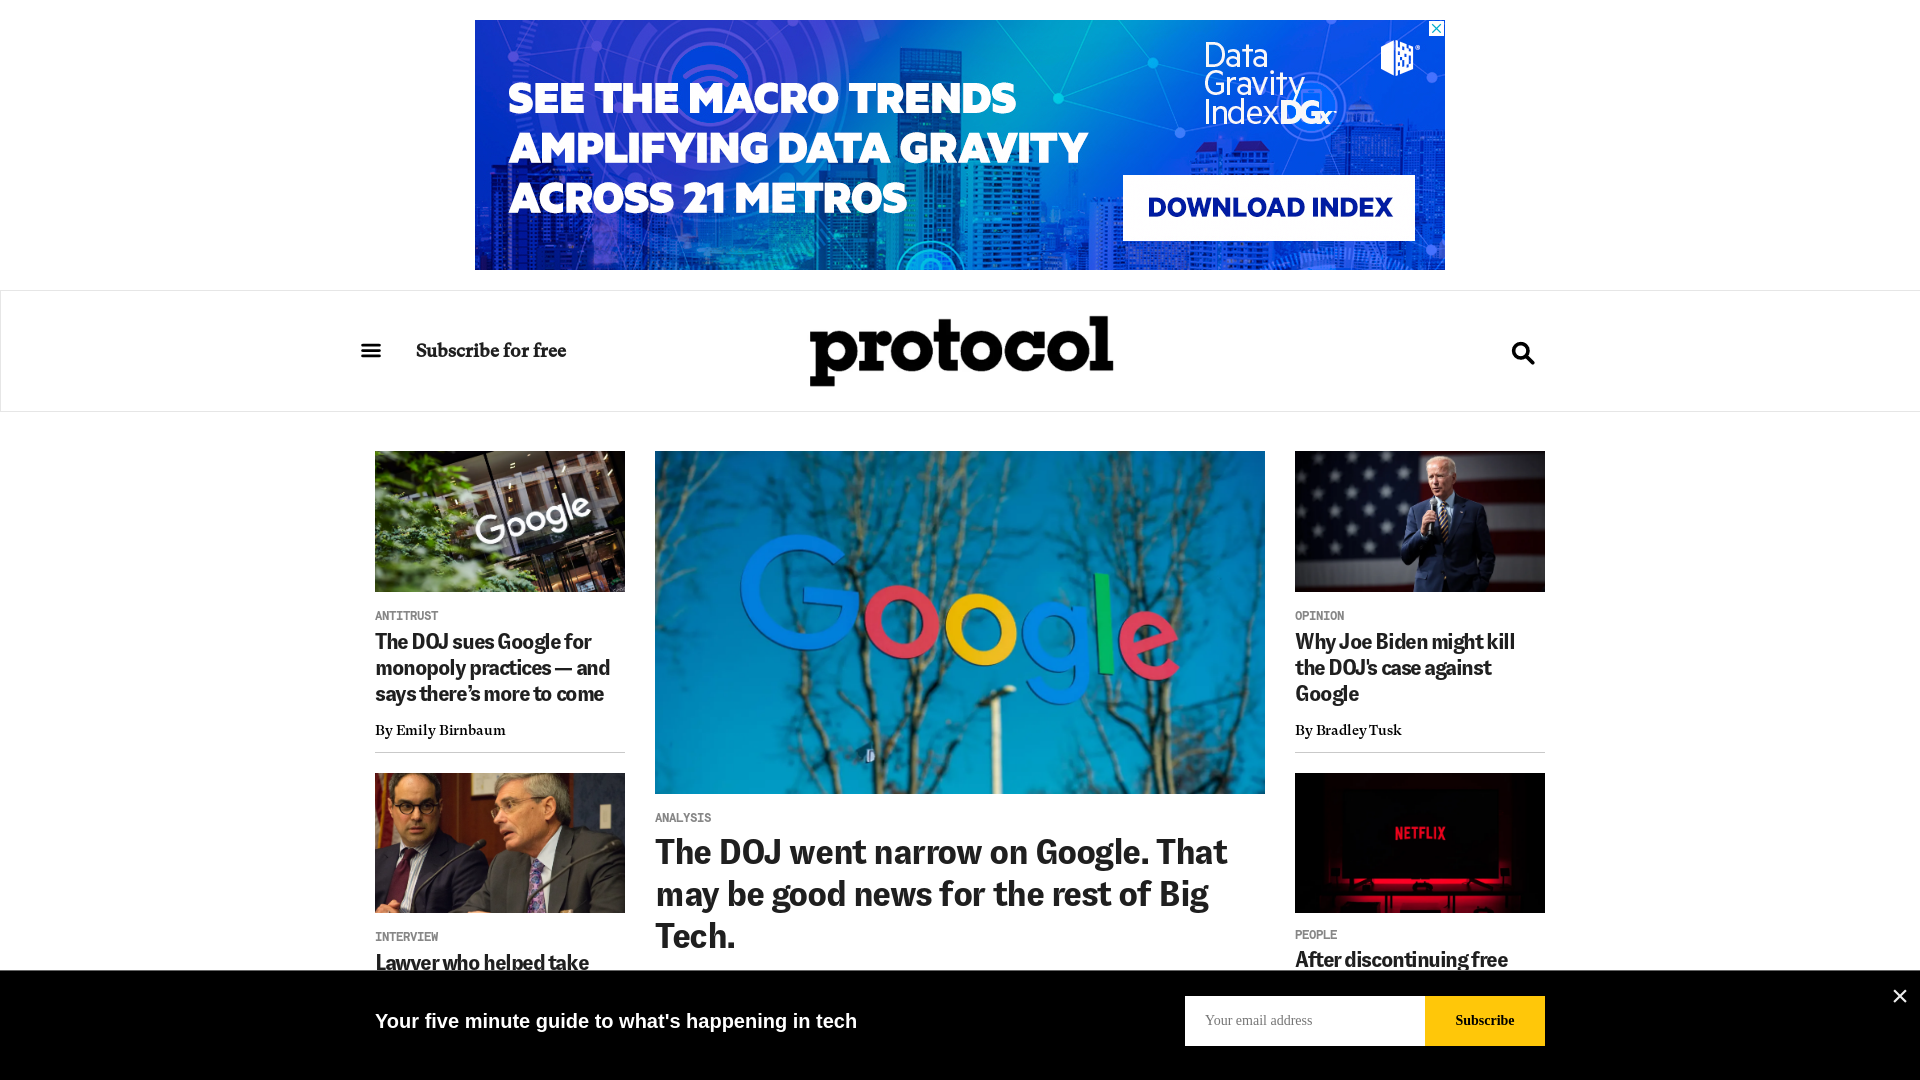 SEE THE MACRO TRENDS
AMPLIFYING DATA GRAVITY
ACROSS 21 METROS
Data
Gravity
IndexDGx
DOWNLOAD INDEX
Subscribe for free
protocol
Google
ANTITRUST
The DOJ sues Google for
monopoly practices — and
says there’s more to come
By Emily Birnbaum
INTERVIEW
Lawyer who helped take
Google
ANALYSIS
The DOJ went narrow on Google. That
may be good news for the rest of Big
Tech.
OPINION
Why Joe Biden might kill
the DOJ's case against
Google
By Bradley Tusk
NETFLIX
PEOPLE
After discontinuing free
Your five minute guide to what's happening in tech
Your email address
Subscribe